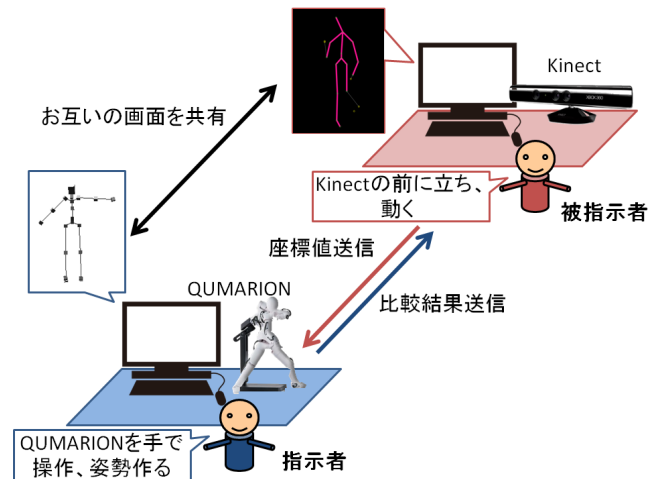 Kinect
お互いの画面を共有
Kinectの前に立ち、
動く
被指示者
座標値送信
QUMARION
比較結果送信
QUMARIONを手で
操作、姿勢作る
指示者